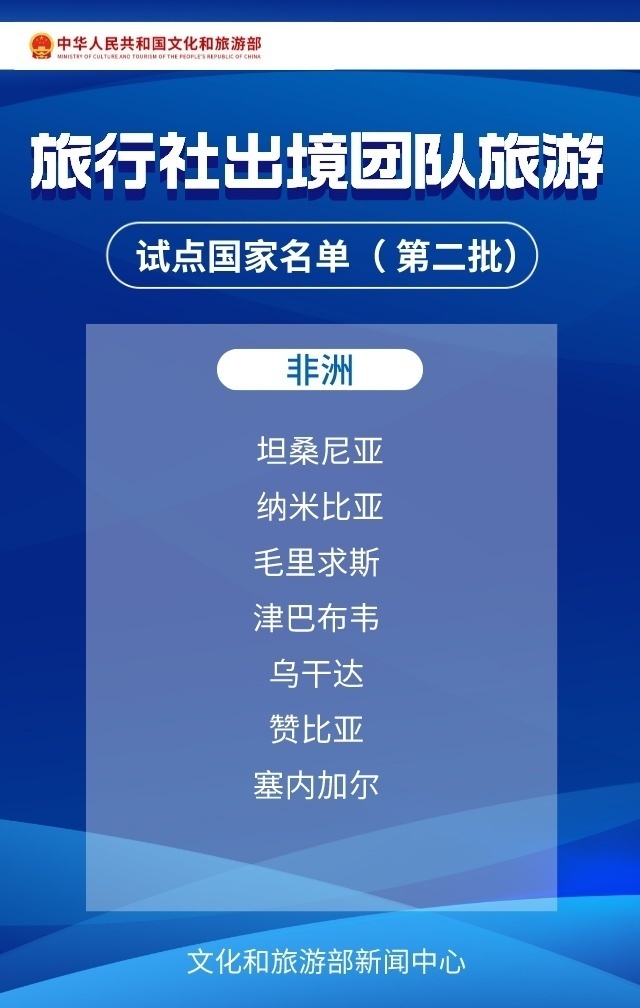 中华人民共和国文化和旅游部
MINISTRY OF CULTURE AND TOURISM OF THE PEOPLE'S REPUBLIC OF CHINA
旅行社出境团队旅游
试点国家名单（第二批）
非洲
坦桑尼亚
纳米比亚
毛里求斯
津巴布韦
乌干达
赞比亚
塞内加尔
文化和旅游部新闻中心